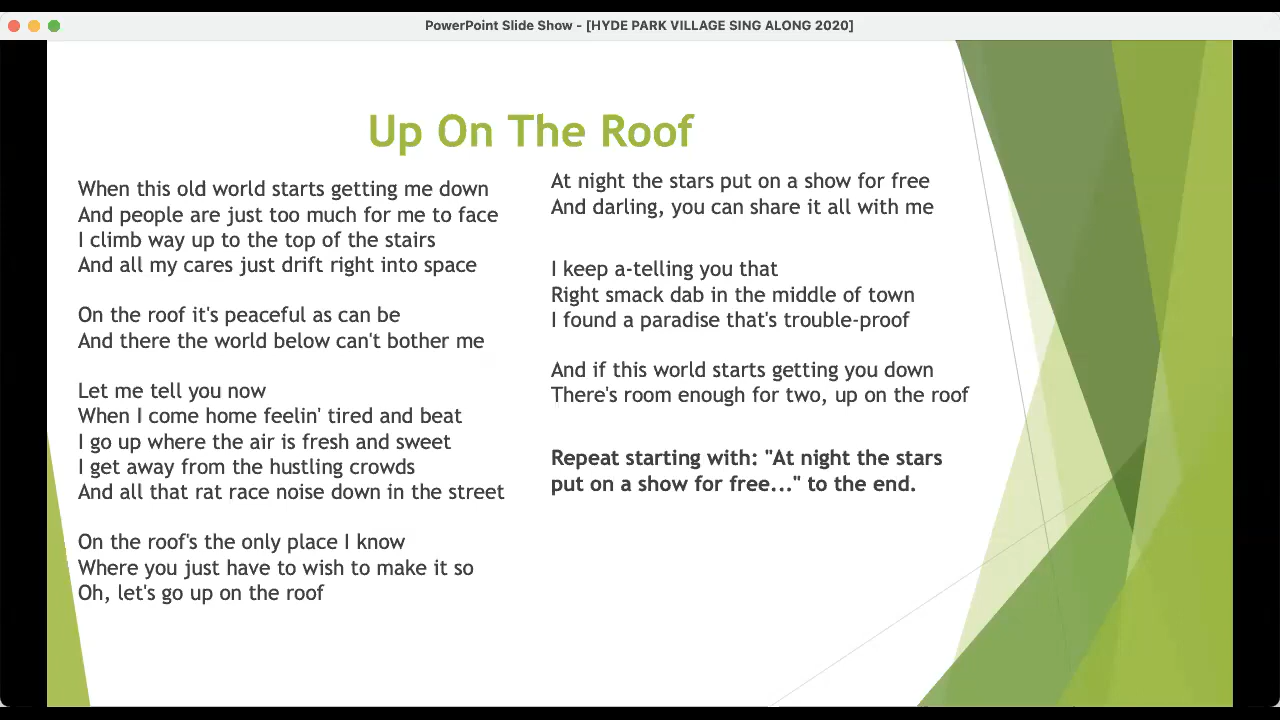 PowerPoint Slide Show - [HYDE PARK VILLAGE SING ALONG 2020]
Up On The Roof
When this old world starts getting me down
And people are just too much for me to face
I climb way up to the top of the stairs
And all my cares just drift right into space
On the roof it's peaceful as can be
And there the world below can't bother me
Let me tell you now
When I come home feelin' tired and beat
I go up where the air is fresh and sweet
I get away from the hustling crowds
And all that rat race noise down in the street
On the roof's the only place I know
Where you just have to wish to make it so
Oh, let's go up on the roof
At night the stars put on a show for free
And darling, you can share it all with me
I keep a-telling you that
Right smack dab in the middle of town
I found a paradise that's trouble-proof
And if this world starts getting you down
There's room enough for two, up on the roof
Repeat starting with: "At night the stars
put on a show for free..." to the end.